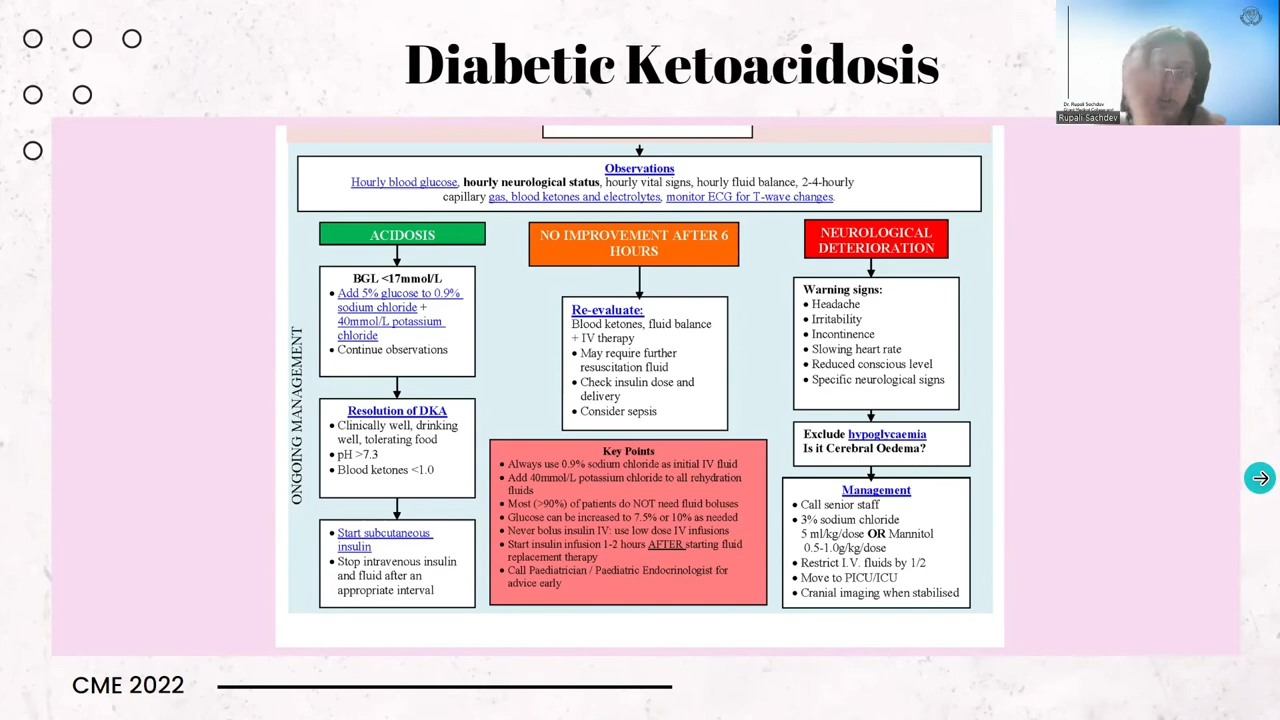 Diabetic Ketoacidosis
Dr. Rupali Sachdev
Rupali Sachdev
Observations
Hourly blood glucose, hourly neurological status, hourly vital signs, hourly fluid balance, 2-4-hourly
capillary gas, blood ketones and electrolytes, monitor ECG for T-wave changes.
ONGOING MANAGEMENT
ACIDOSIS
BGL <17mmol/L
• Add 5% glucose to 0.9%
sodium chloride +
40mmol/L potassium
chloride
• Continue observations
Resolution of DKA
• Clinically well, drinking
well, tolerating food
• pH >7.3
• Blood ketones <1.0
• Start subcutaneous
insulin
• Stop intravenous insulin
and fluid after an
appropriate interval
NO IMPROVEMENT AFTER 6
HOURS
Re-evaluate:
Blood ketones, fluid balance
+ IV therapy
• May require further
resuscitation fluid
• Check insulin dose and
delivery
• Consider sepsis
Key Points
• Always use 0.9% sodium chloride as initial IV fluid
• Add 40mmol/L potassium chloride to all rehydration
fluids
• Most (>90%) of patients do NOT need fluid boluses
• Glucose can be increased to 7.5% or 10% as needed
• Never bolus insulin IV: use low dose IV infusions
• Start insulin infusion 1-2 hours AFTER starting fluid
replacement therapy
• Call Paediatrician / Paediatric Endocrinologist for
advice early
NEUROLOGICAL
DETERIORATION
Warning signs:
• Headache
• Irritability
• Incontinence
• Slowing heart rate
• Reduced conscious level
• Specific neurological signs
Exclude hypoglycaemia
Is it Cerebral Oedema?
Management
• Call senior staff
• 3% sodium chloride
5 ml/kg/dose OR Mannitol
0.5-1.0g/kg/dose
• Restrict I.V. fluids by 1/2
• Move to PICU/ICU
• Cranial imaging when stabilised
CME 2022